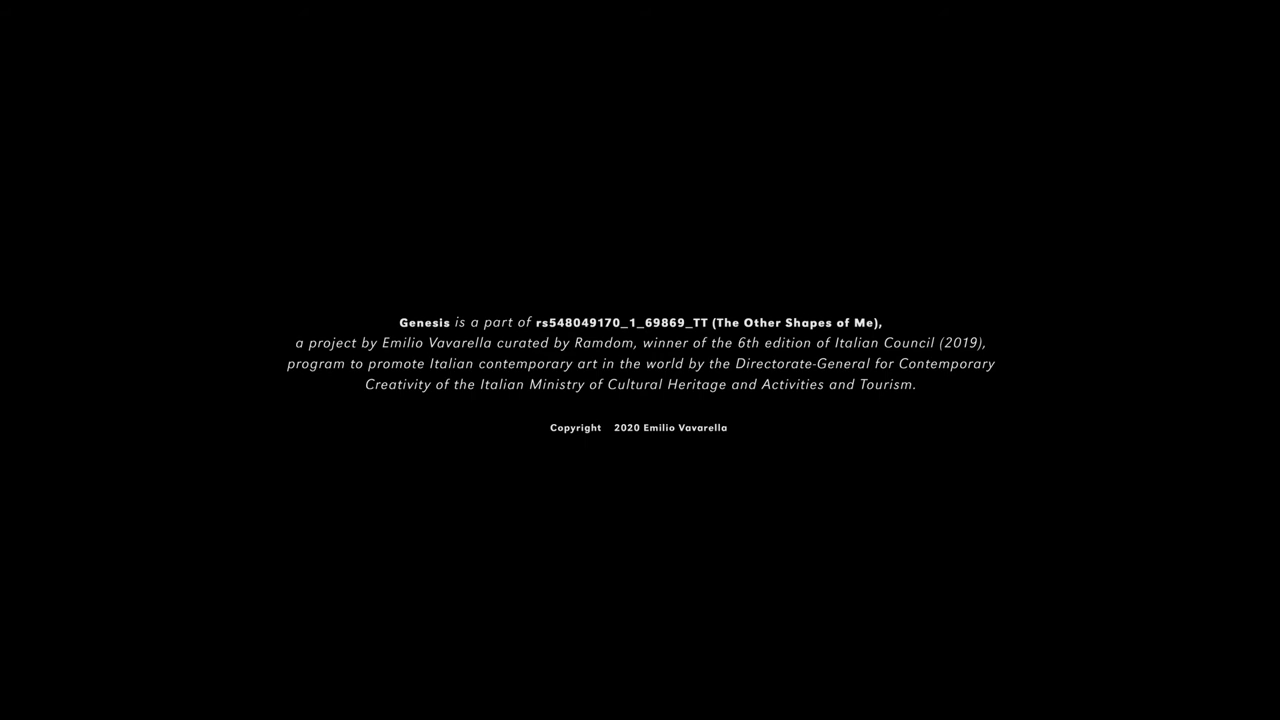 Genesis is a part of rs548049170_1_69869_TT (The Other Shapes of Me),
a project by Emilio Vavarella curated by Ramdom, winner of the 6th edition of Italian Council (2019),
program to promote Italian contemporary art in the world by the Directorate-General for Contemporary
Creativity of the Italian Ministry of Cultural Heritage and Activities and Tourism.
Copyright 2020 Emilio Vavarella